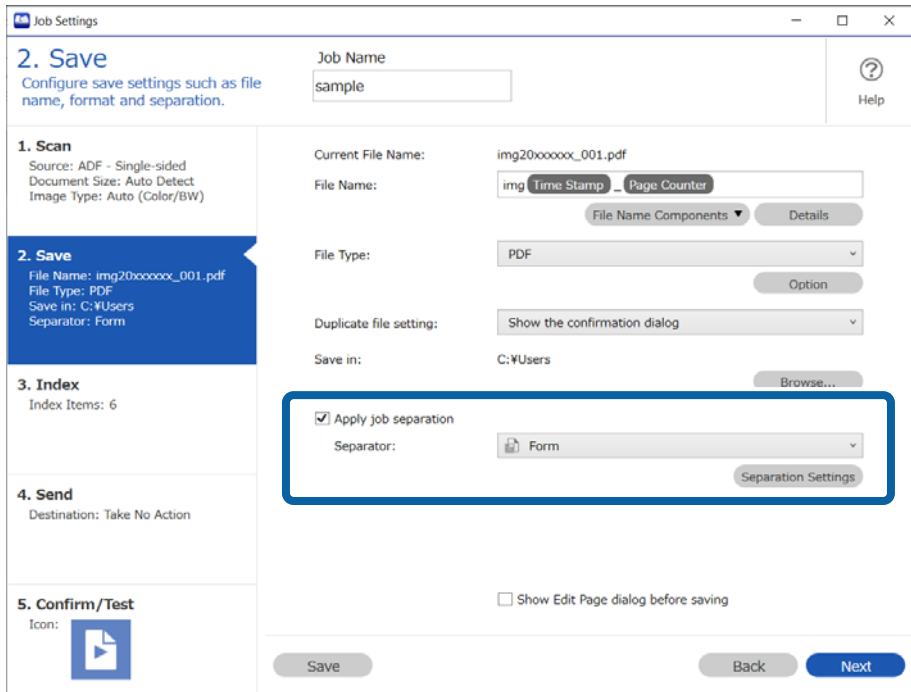 Job Settings
2. Save
Configure save settings such as file
name, format and separation.
Job Name
sample
Help
1. Scan
Source: ADF - Single-sided
Document Size: Auto Detect
Image Type: Auto (Color/BW)
2. Save
File Name: img20xxxxxx_001.pdf
File Type: PDF
Save in: C:¥Users
Separator: Form
3. Index
Index Items: 6
4. Send
Destination: Take No Action
5. Confirm/Test
Icon:
Current File Name: img20xxxxxx_001.pdf
File Name: img Time Stamp _ Page Counter
File Name Components ▼ Details
File Type: PDF
Option
Duplicate file setting: Show the confirmation dialog
Save in: C:¥Users
Browse...
Apply job separation
Separator: Form
Separation Settings
Show Edit Page dialog before saving
Save Back Next